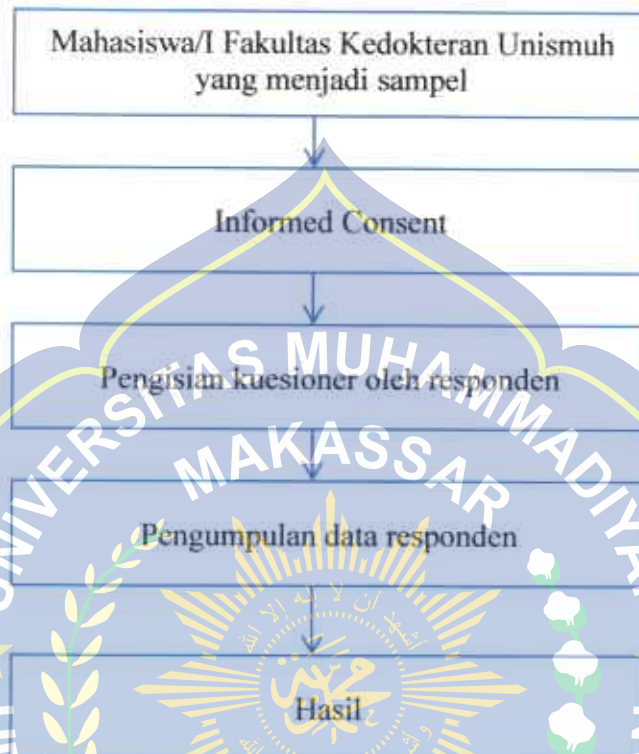 Mahasiswa/I Fakultas Kedokteran Unismuh
yang menjadi sampel
Informed Consent
Pengisian kuesioner oleh responden
UNIVERSITAS MUHAMMADIYA
MAKASSAR
Pengumpulan data responden
Hasil